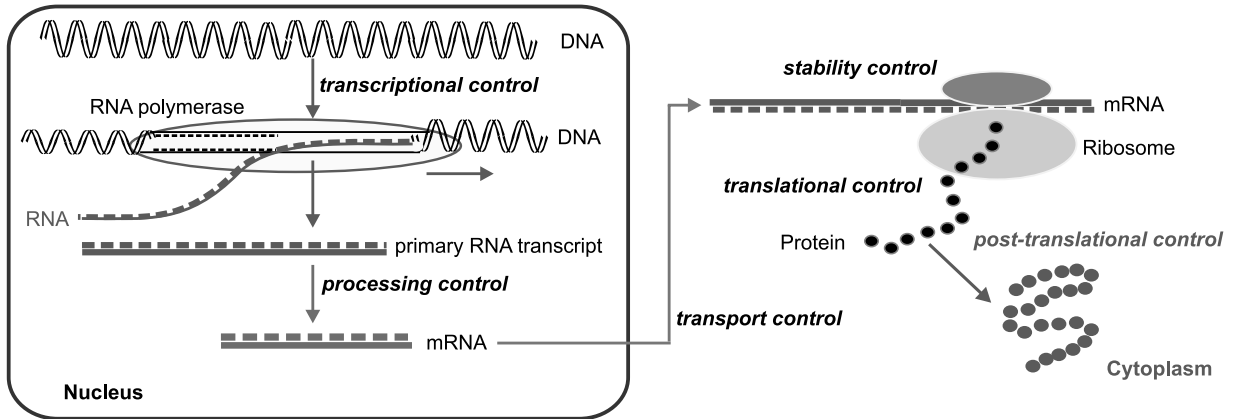 DNA
transcriptional control
RNA polymerase
DNA
RNA
primary RNA transcript
processing control
mRNA
Nucleus
transport control
stability control
mRNA
Ribosome
translational control
Protein
post-translational control
Cytoplasm